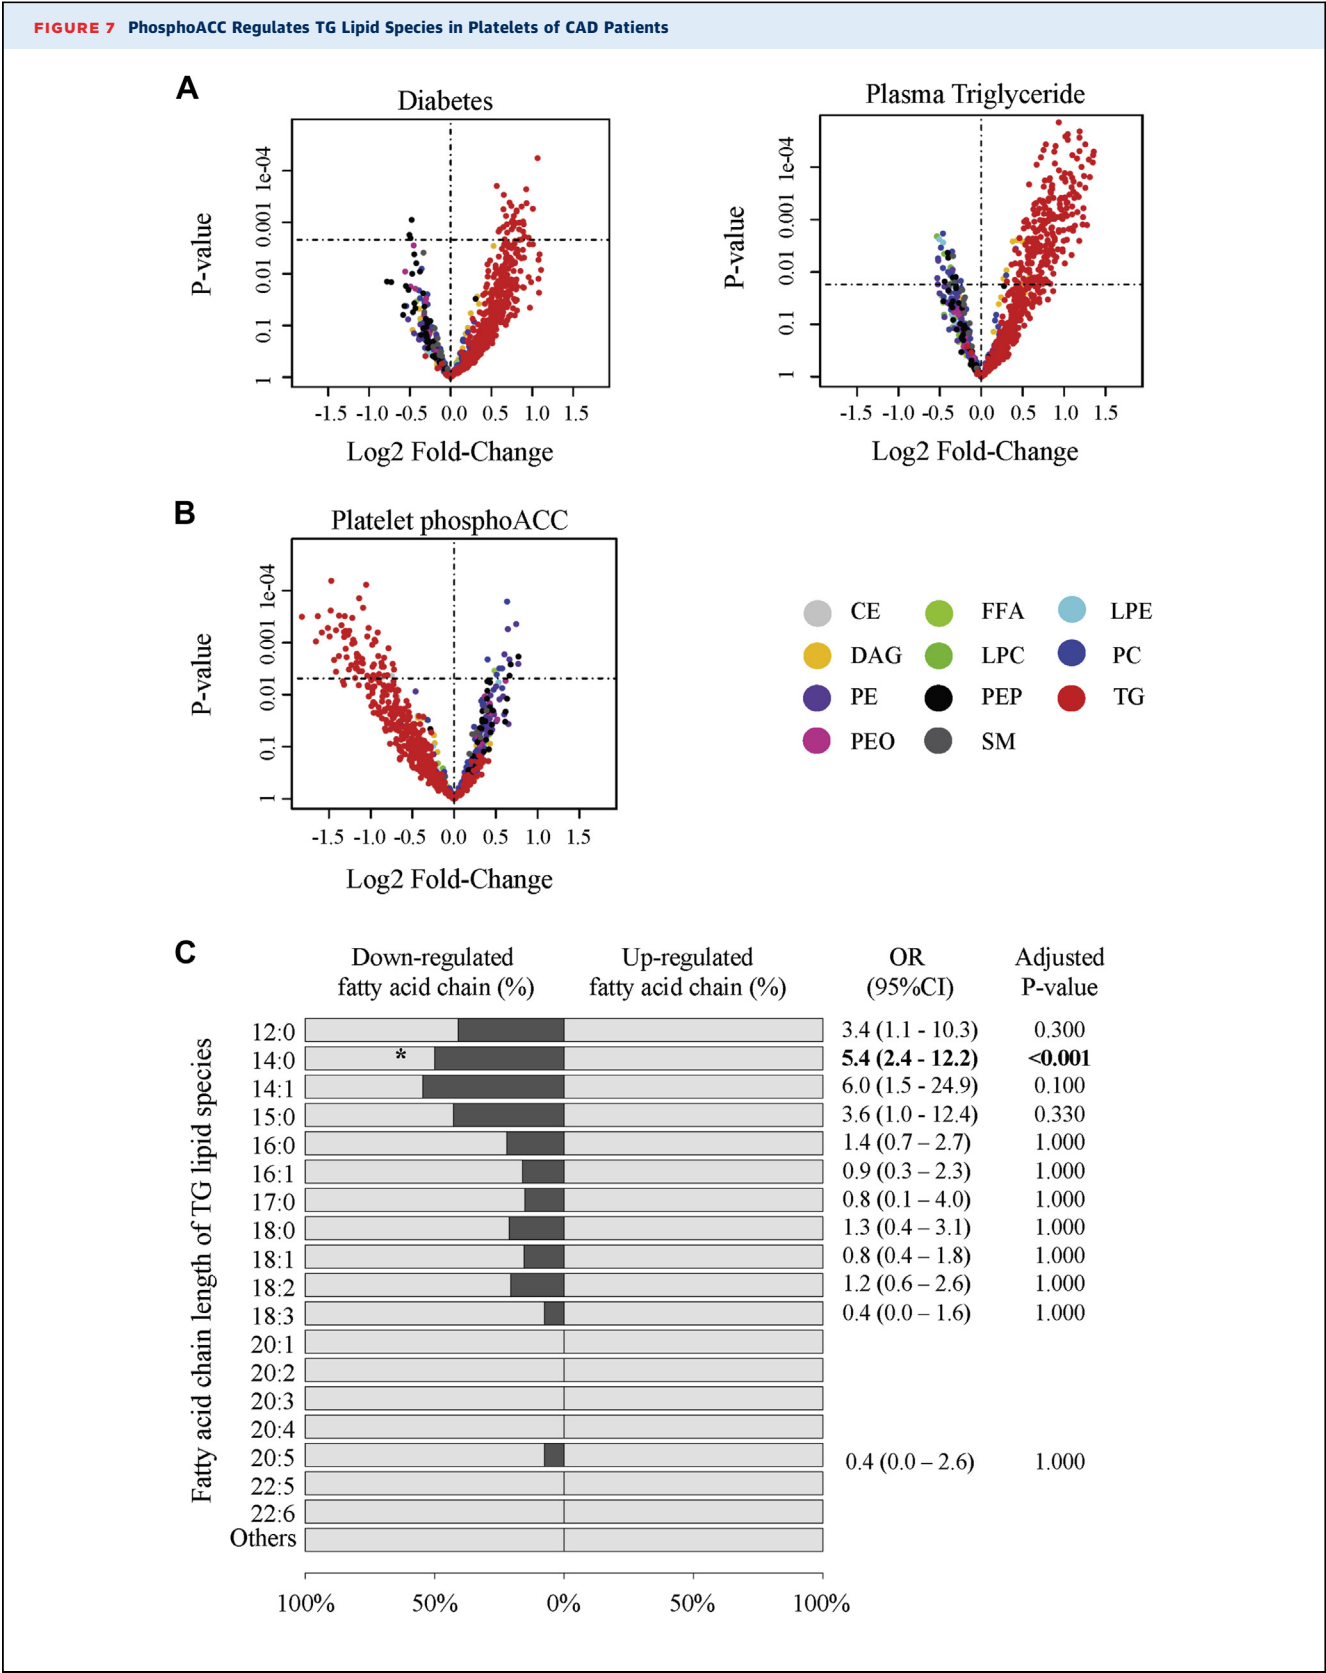 FIGURE 7 PhosphoACC Regulates TG Lipid Species in Platelets of CAD Patients
A
Diabetes
P-value
1e-04
0.001
0.01
0.1
1
-1.5 -1.0 -0.5 0.0 0.5 1.0 1.5
Log2 Fold-Change
Plasma Triglyceride
P-value
1e-04
0.001
0.01
0.1
1
-1.5 -1.0 -0.5 0.0 0.5 1.0 1.5
Log2 Fold-Change
B
Platelet phosphoACC
P-value
1e-04
0.001
0.01
0.1
1
-1.5 -1.0 -0.5 0.0 0.5 1.0 1.5
Log2 Fold-Change
CE FFA LPE
DAG LPC PC
PE PEP TG
PEO SM
C
Down-regulated
fatty acid chain (%)
Up-regulated
fatty acid chain (%)
OR
(95%CI)
Adjusted
P-value
Fatty acid chain length of TG lipid species
12:0 3.4 (1.1 - 10.3) 0.300
14:0 * 5.4 (2.4 - 12.2) <0.001
14:1 6.0 (1.5 - 24.9) 0.100
15:0 3.6 (1.0 - 12.4) 0.330
16:0 1.4 (0.7 – 2.7) 1.000
16:1 0.9 (0.3 – 2.3) 1.000
17:0 0.8 (0.1 – 4.0) 1.000
18:0 1.3 (0.4 – 3.1) 1.000
18:1 0.8 (0.4 – 1.8) 1.000
18:2 1.2 (0.6 – 2.6) 1.000
18:3 0.4 (0.0 – 1.6) 1.000
20:1
20:2
20:3
20:4
20:5 0.4 (0.0 – 2.6) 1.000
22:5
22:6
Others
100% 50% 0% 50% 100%